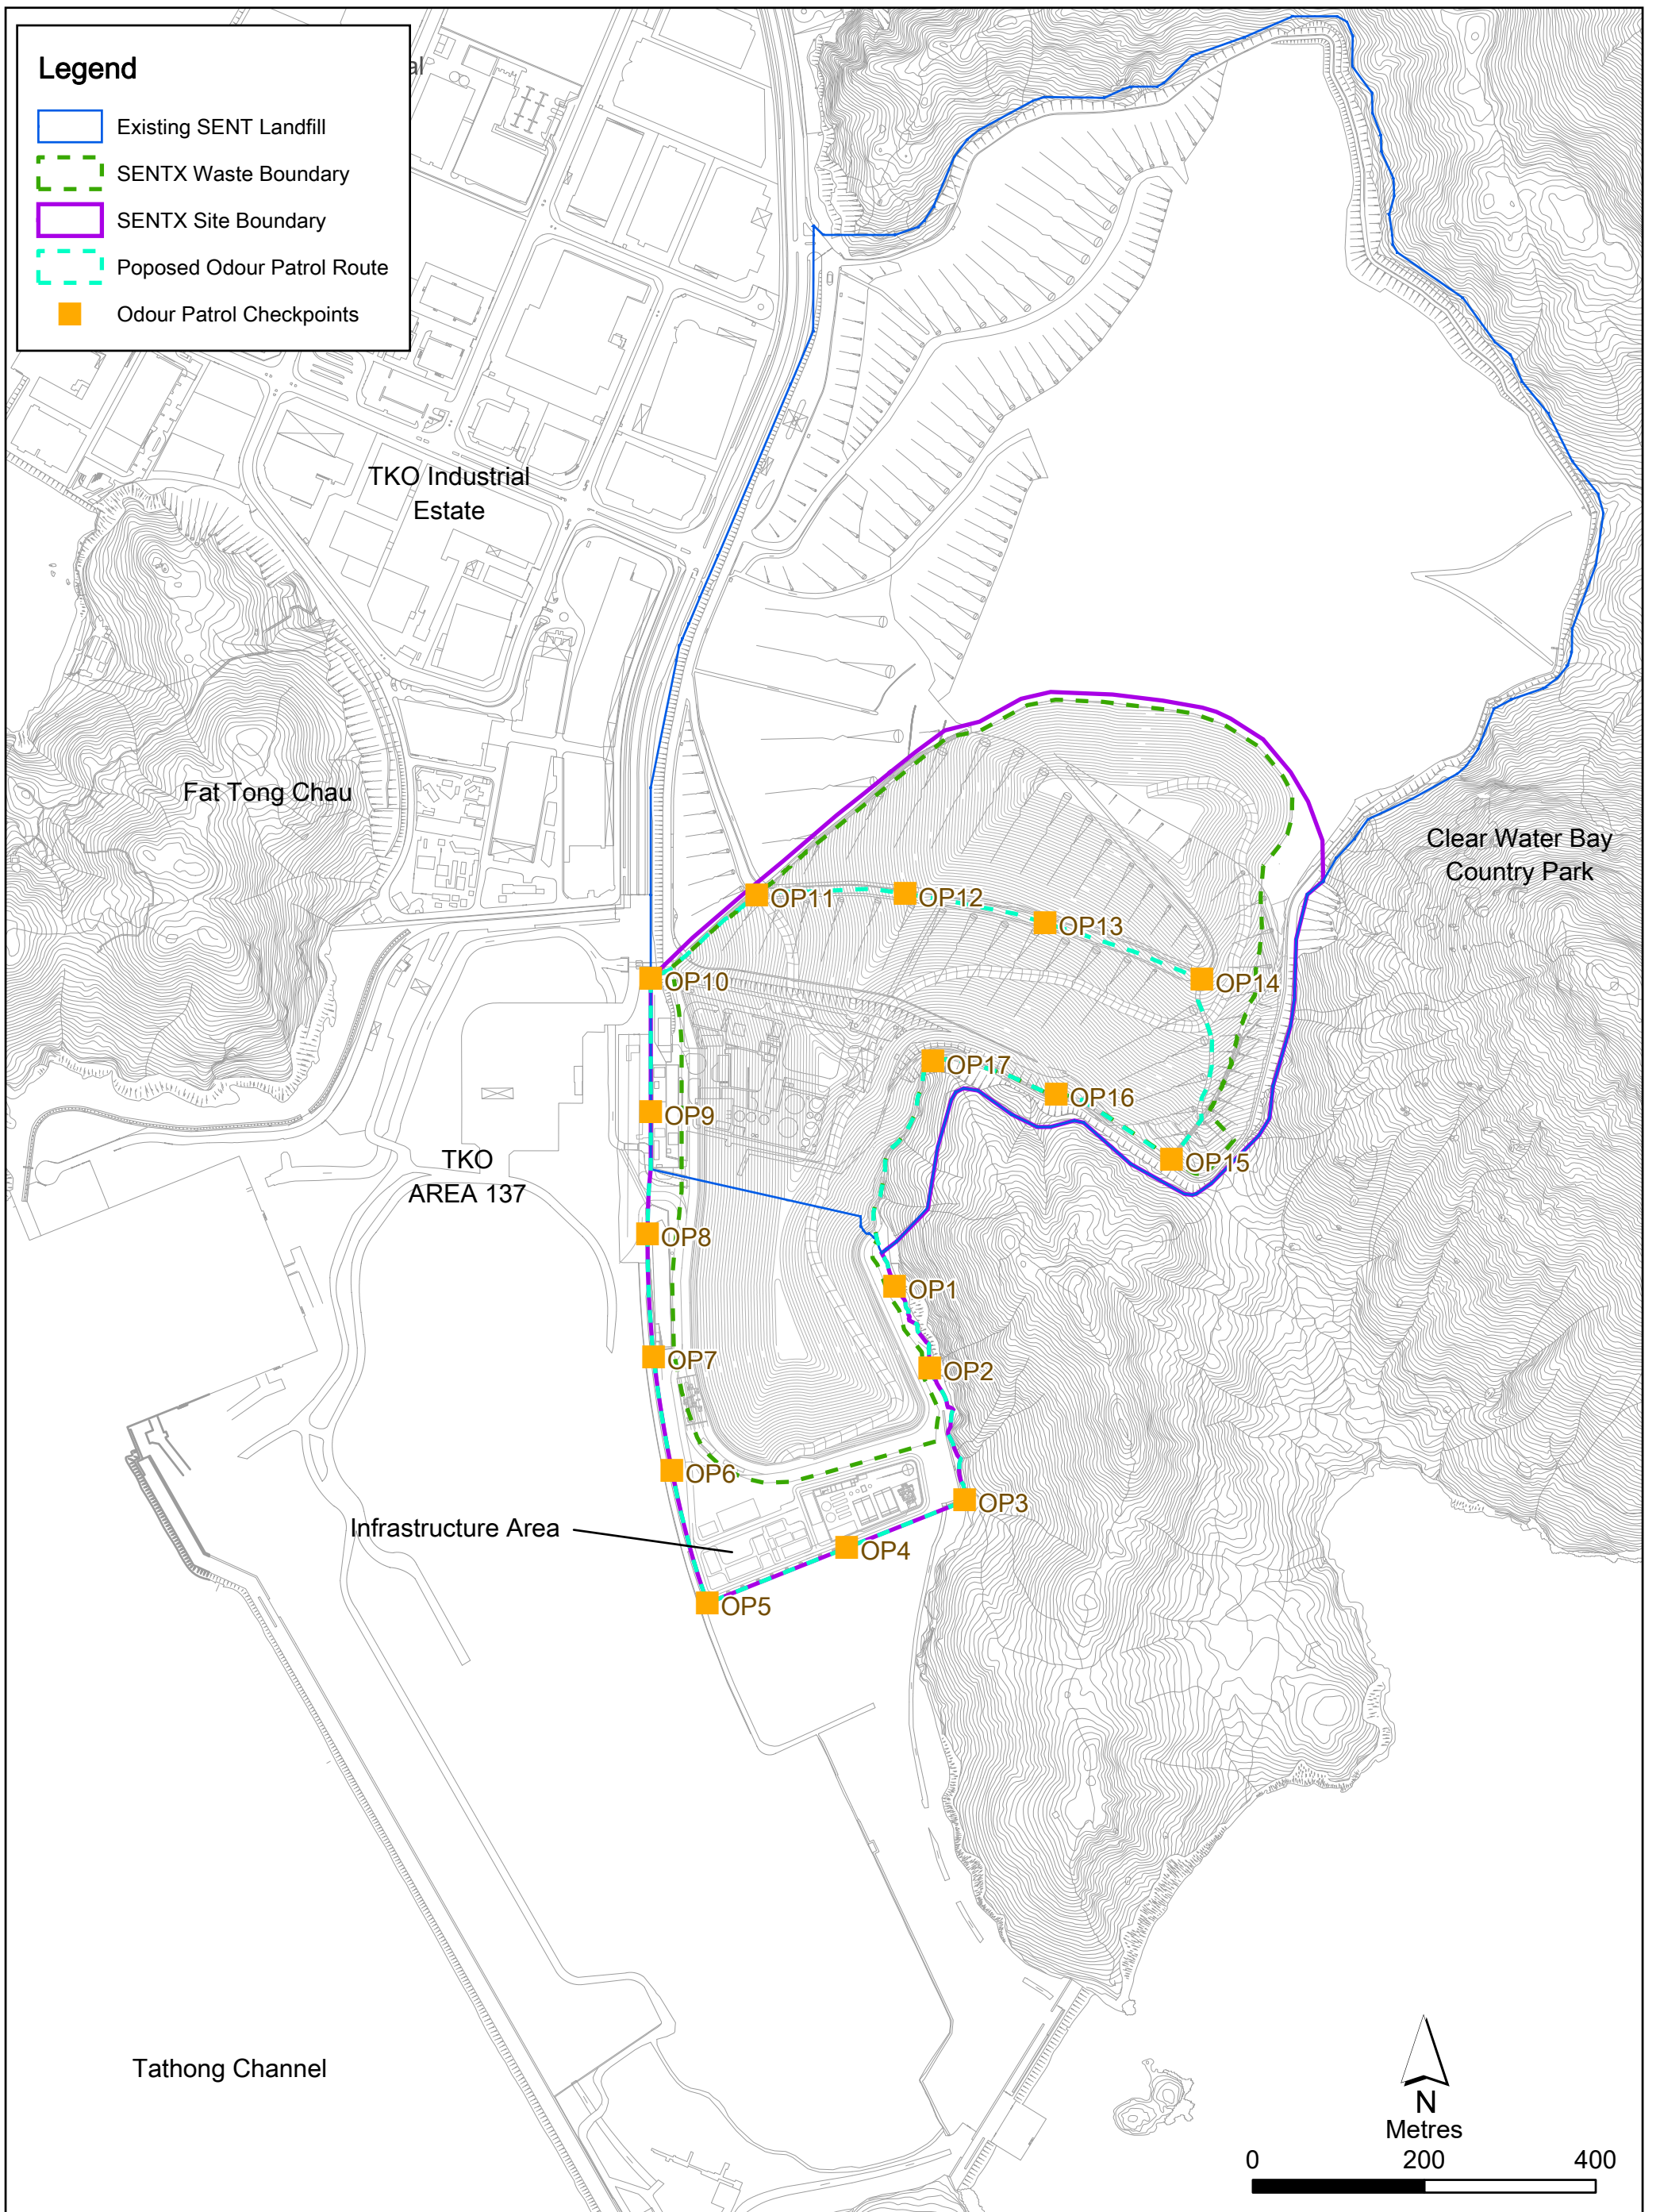 Legend
al
Existing SENT Landfill
SENTX Waste Boundary
SENTX Site Boundary
Poposed Odour Patrol Route
Odour Patrol Checkpoints
TKO Industrial
Estate
Fat Tong Chau
Clear Water Bay
Country Park
OP11
OP12
OP13
OP10
OP14
OP17
OP16
OP9
OP15
TKO
AREA 137
OP8
OP1
OP7
OP2
OP6
OP3
Infrastructure Area
OP4
OP5
Tathong Channel
N
Metres
0 200 400